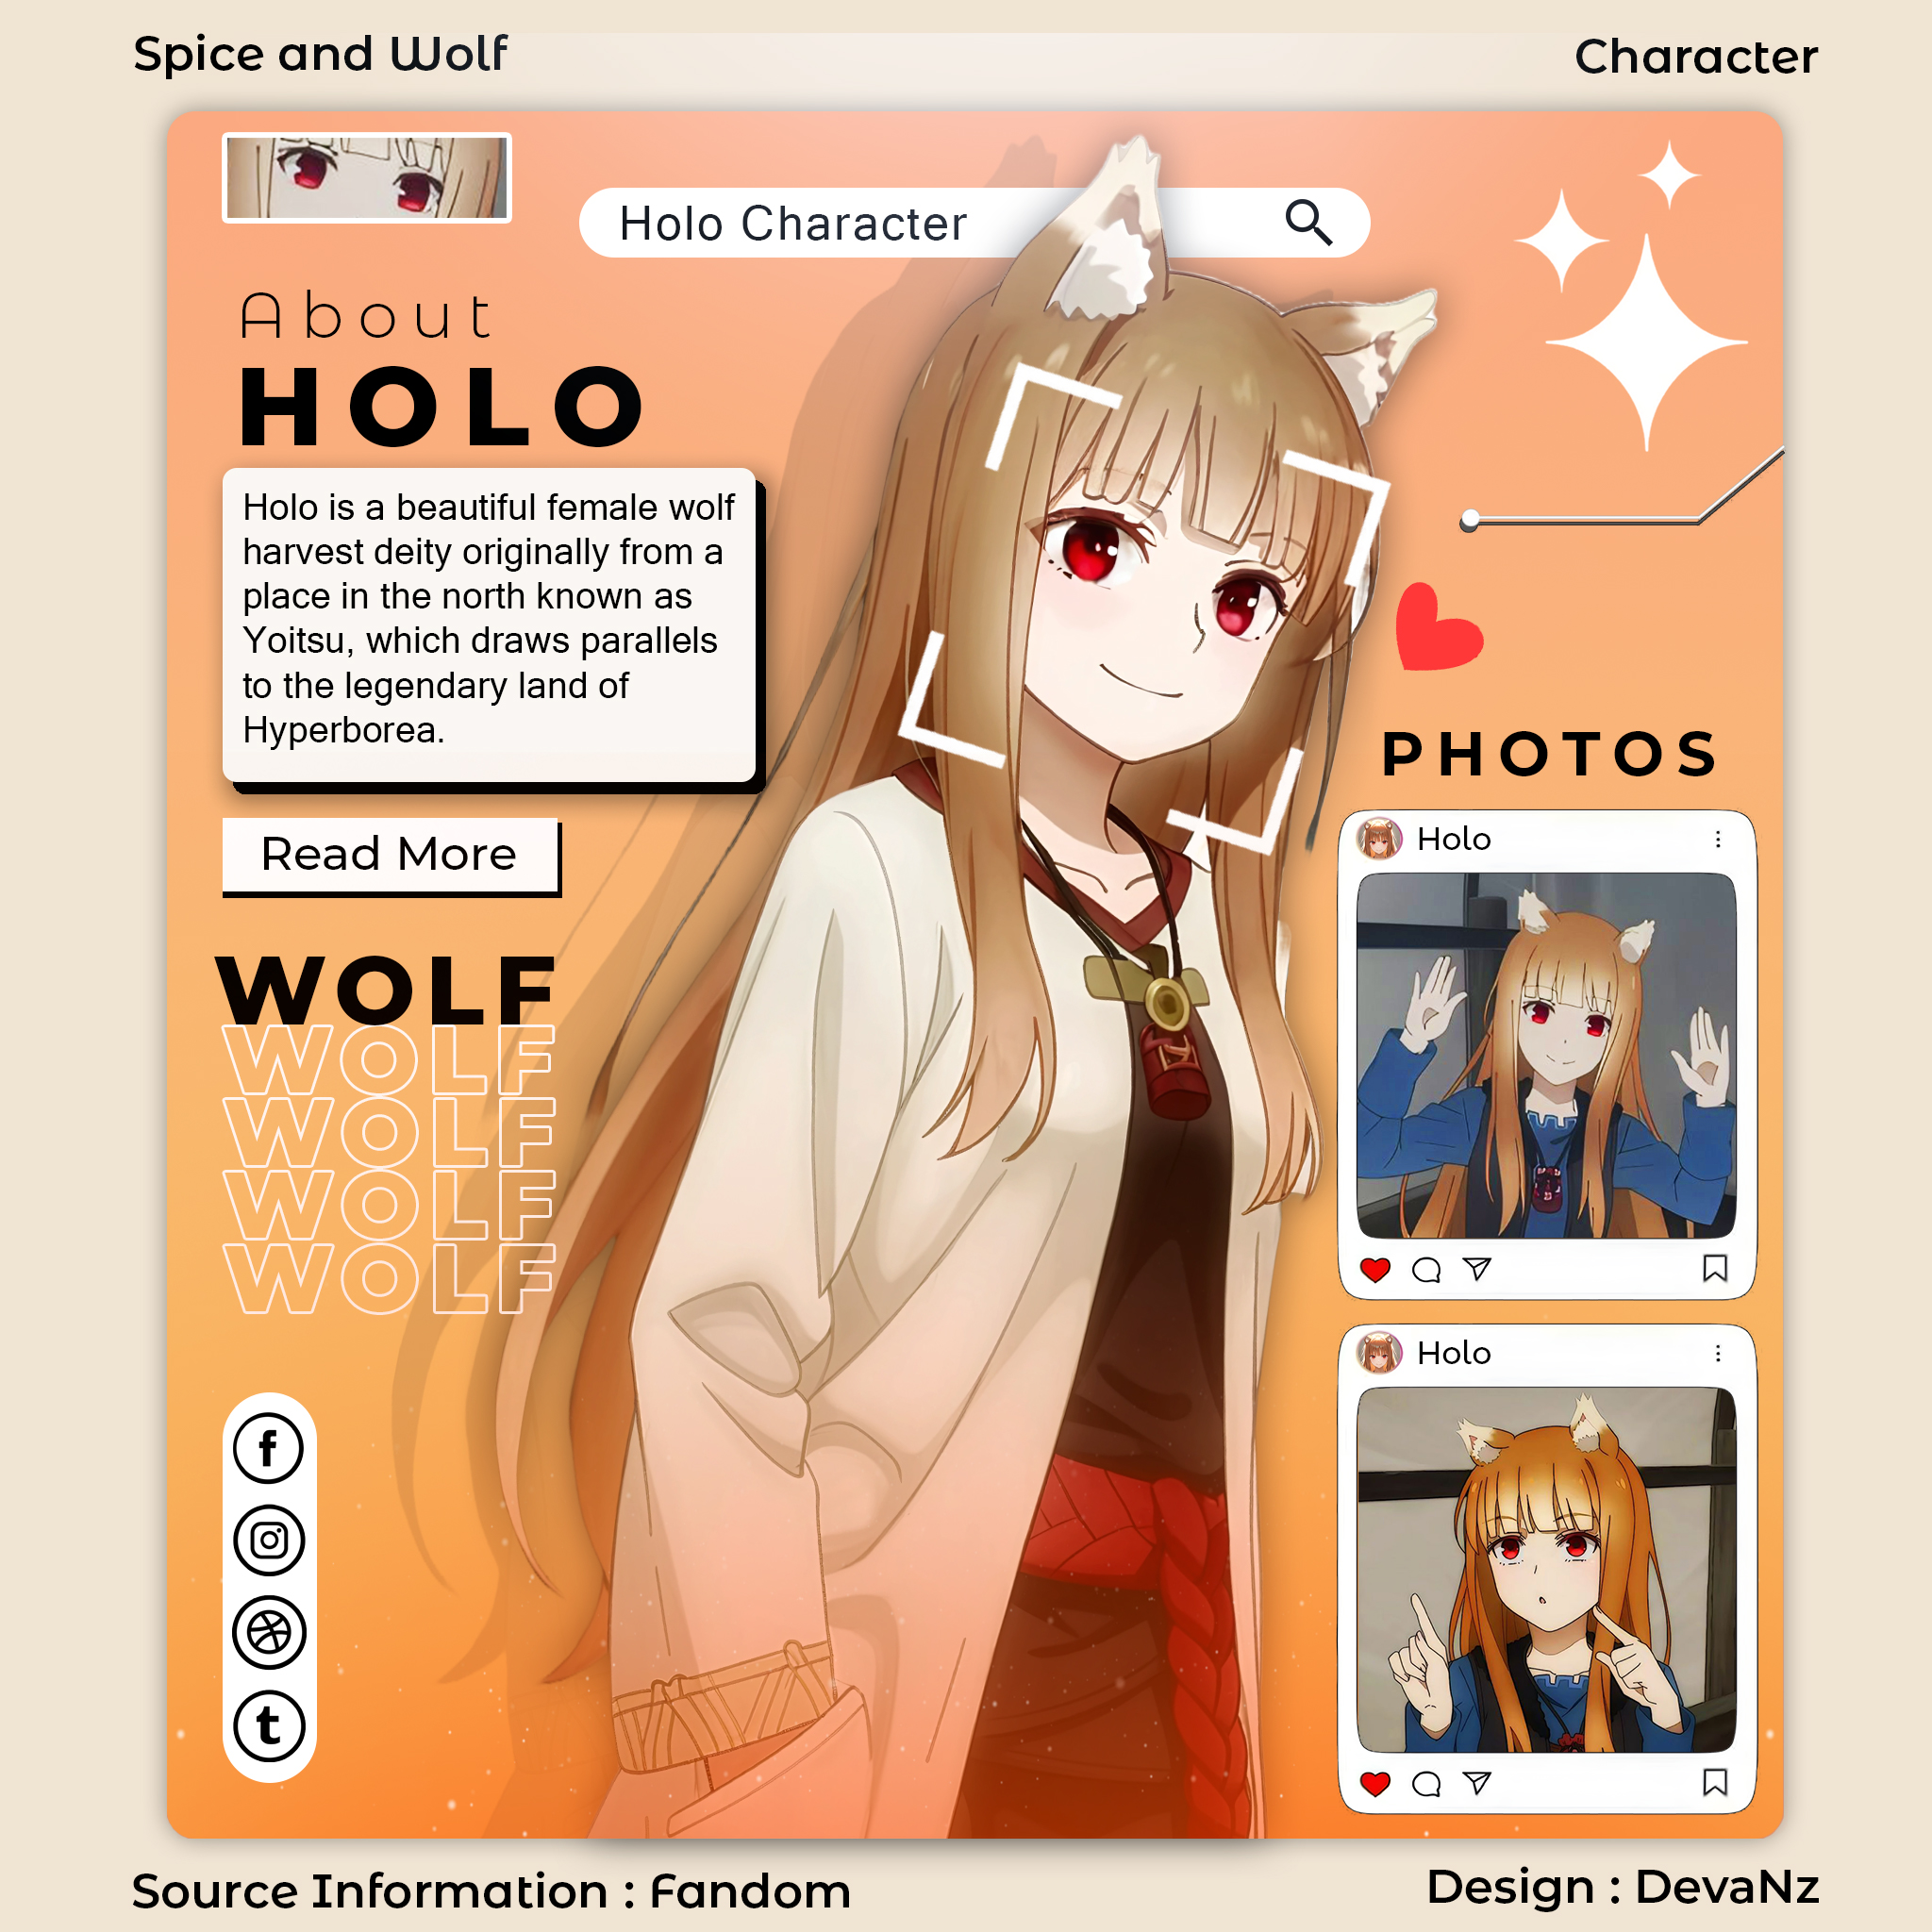 Spice and Wolf
Character
Holo Character
About
HOLO
Holo is a beautiful female wolf
harvest deity originally from a
place in the north known as
Yoitsu, which draws parallels
to the legendary land of
Hyperborea.
Read More
WOLF
WOLF
WOLF
WOLF
WOLF
PHOTOS
Holo
Holo
Source Information : Fandom
Design : DevaNz